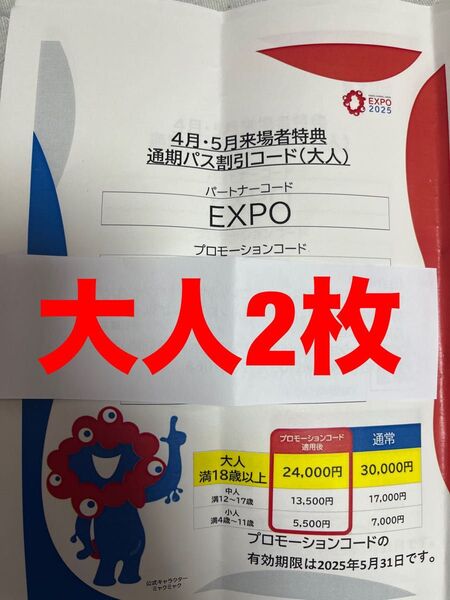 EXPO
2025
4月・5月来場者特典
通期パス割引コード(大人)
パートナーコード
EXPO
プロモーションコード
大人2枚
プロモーションコード
適用後
通常
大人
満18歳以上
24,000円
30,000円
中人
満12~17歳
13,500円
17,000円
小人
満4歳~11歳
5,500円
7,000円
プロモーションコードの
有効期限は2025年5月31日です。
公式キャラクター
ミャクミャク